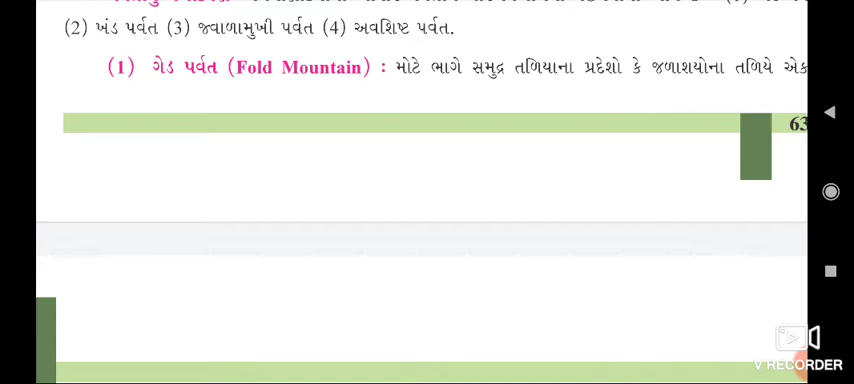 (2) ખંડ પર્વત (3) જ્વાળામુખી પર્વત (4) અવશિષ્ટ પર્વત.
(1) ગેડ પર્વત (Fold Mountain) : મોટે ભાગે સમુદ્ર તળિયાના પ્રદેશો કે જળાશયોના તળિયે એક
63
V RECORDER